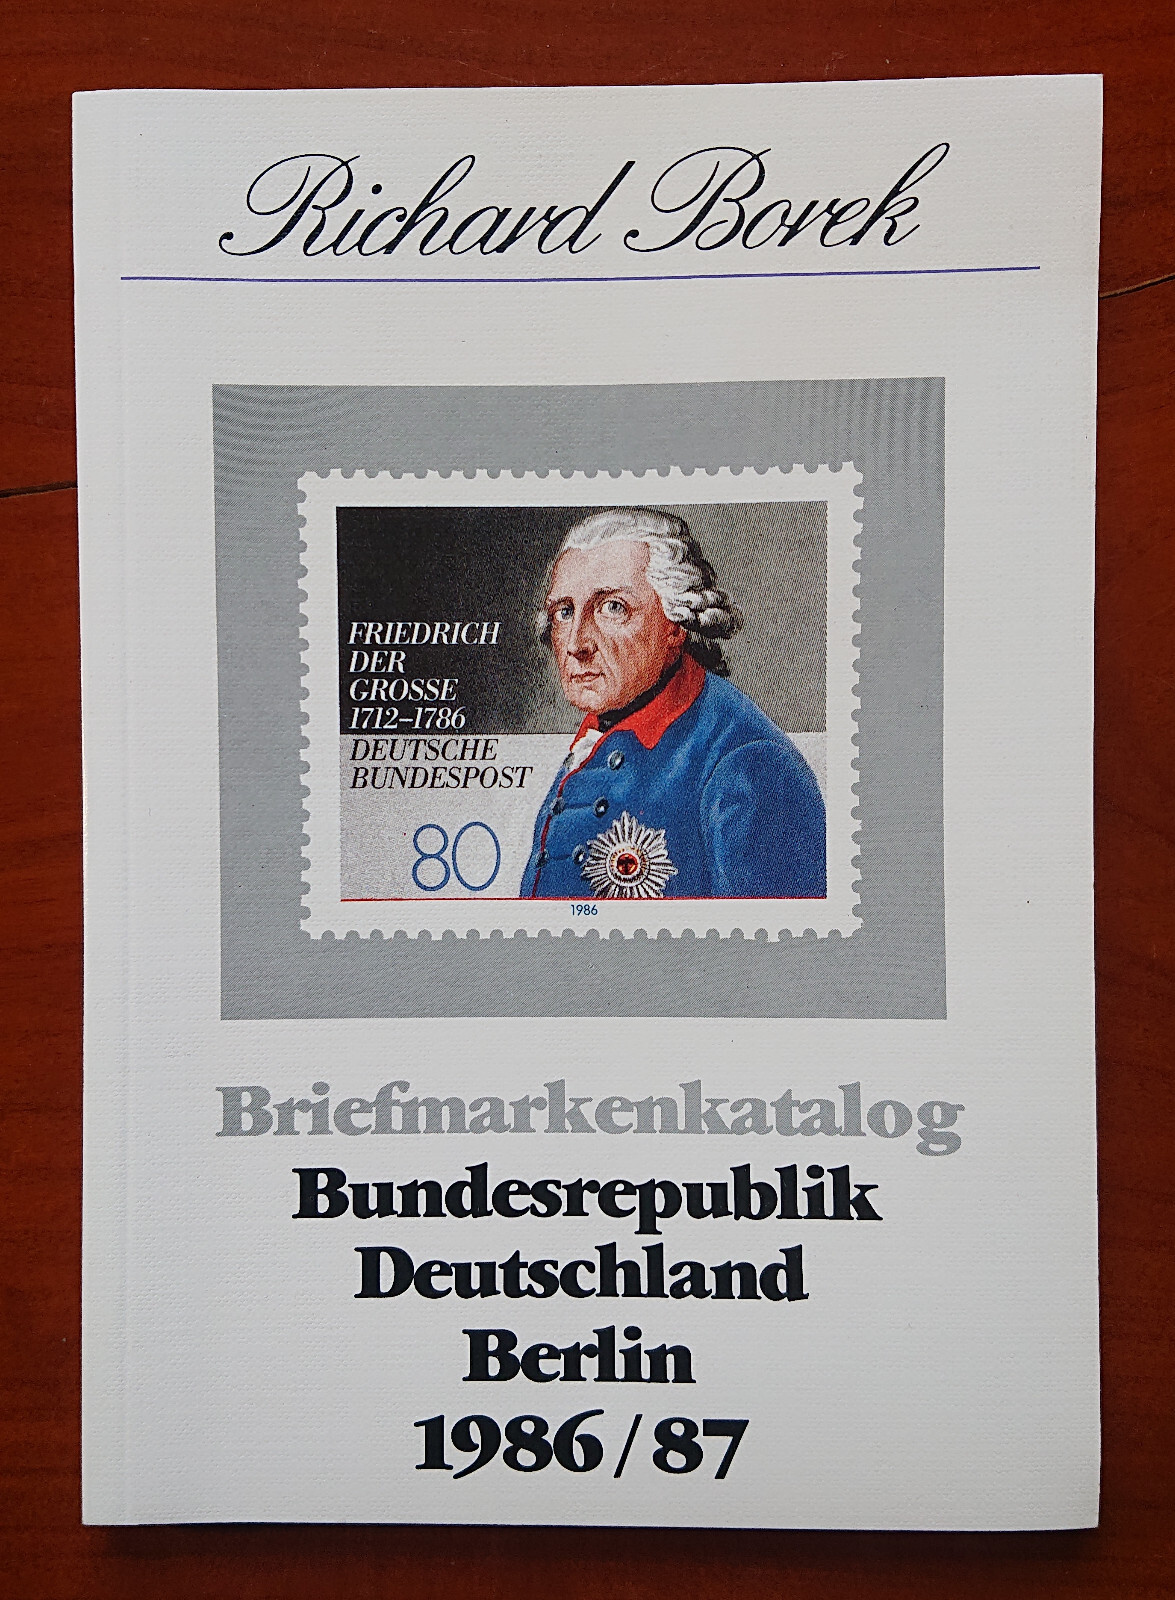 Richard Borek
FRIEDRICH
DER
GROSSE
1712–1786
DEUTSCHE
BUNDESPOST
80
1986
Briefmarkenkatalog
Bundesrepublik
Deutschland
Berlin
1986/87